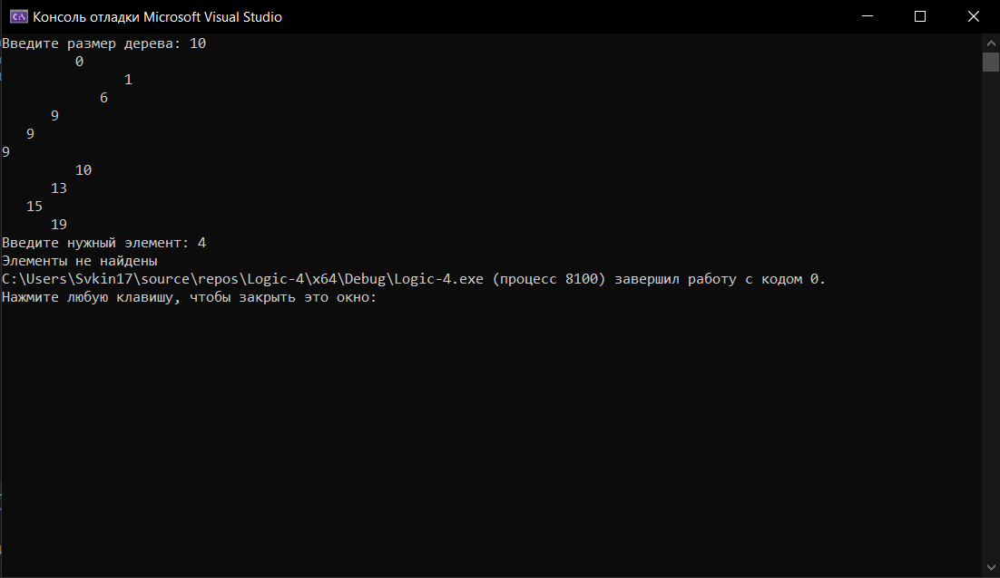 Консоль отладки Microsoft Visual Studio
Введите размер дерева: 10
0
1
6
9
9
9
10
13
15
19
Введите нужный элемент: 4
Элементы не найдены
C:\Users\Svkin17\source\repos\Logic-4\x64\Debug\Logic-4.exe (процесс 8100) завершил работу с кодом 0.
Нажмите любую клавишу, чтобы закрыть это окно: